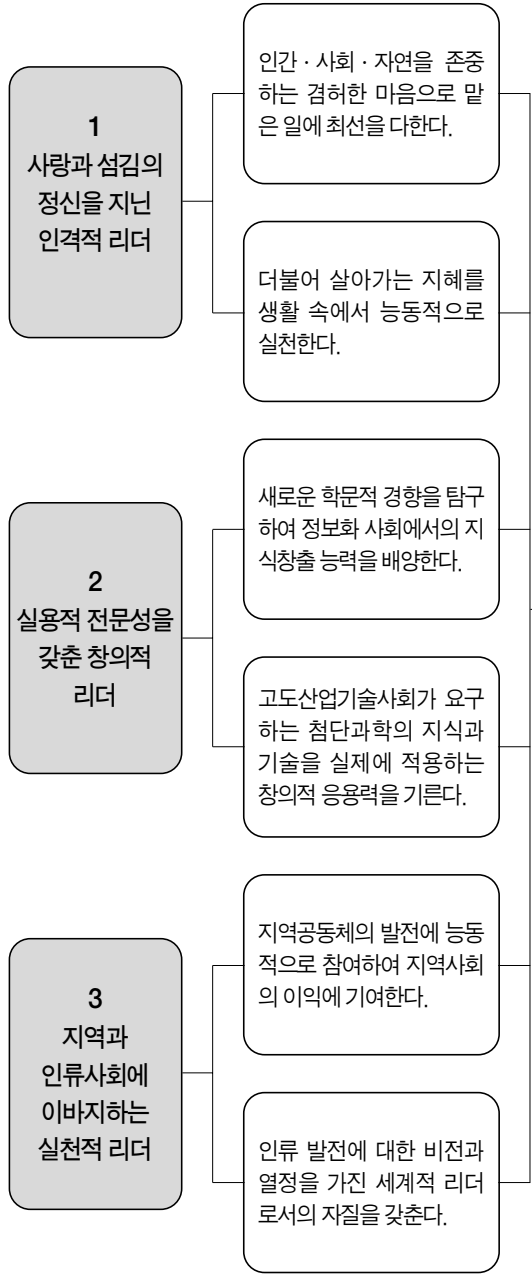 1
사랑과 섬김의
정신을 지닌
인격적 리더
인간 · 사회 · 자연을 존중
하는 겸허한 마음으로 맡
은 일에 최선을 다한다.
더불어 살아가는 지혜를
생활 속에서 능동적으로
실천한다.
2
실용적 전문성을
갖춘 창의적
리더
새로운 학문적 경향을 탐구
하여 정보화 사회에서의 지
식창출 능력을 배양한다.
고도산업기술사회가 요구
하는 첨단과학의 지식과
기술을 실제에 적용하는
창의적 응용력을 기른다.
3
지역과
인류사회에
이바지하는
실천적 리더
지역공동체의 발전에 능동
적으로 참여하여 지역사회
의 이익에 기여한다.
인류 발전에 대한 비전과
열정을 가진 세계적 리더
로서의 자질을 갖춘다.